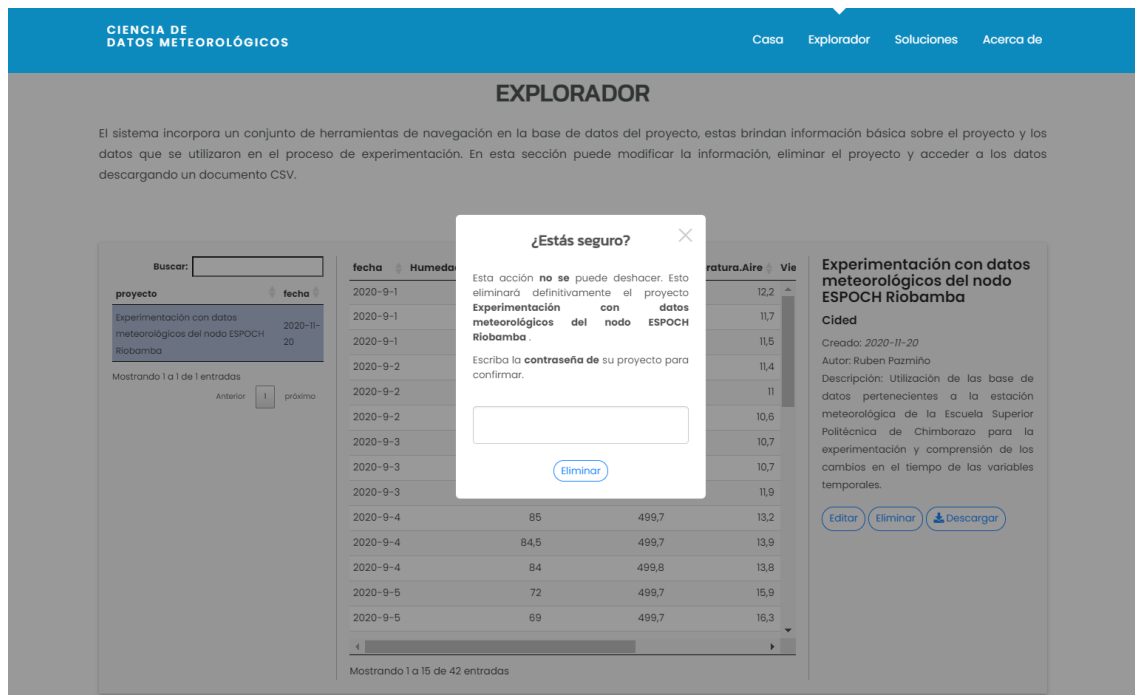 CIENCIA DE
DATOS METEOROLÓGICOS
Casa Explorador Soluciones Acerca de
EXPLORADOR
El sistema incorpora un conjunto de herramientas de navegación en la base de datos del proyecto, estas brindan información básica sobre el proyecto y los
datos que se utilizaron en el proceso de experimentación. En esta sección puede modificar la información, eliminar el proyecto y acceder a los datos
descargando un documento CSV.
Buscar:
proyecto fecha
Experimentación con datos
meteorológicos del nodo ESPOCH
Riobamba
2020-11-
20
Mostrando 1 a 1 de 1 entradas
Anterior 1 próximo
fecha Humeda ratura.Aire Vie
2020-9-1 12,2
2020-9-1 11,7
2020-9-1 11,5
2020-9-2 11,4
2020-9-2 11
2020-9-2 10,6
2020-9-3 10,7
2020-9-3 10,7
2020-9-3 11,9
2020-9-4 85 499,7 13,2
2020-9-4 84,5 499,7 13,9
2020-9-4 84 499,8 13,8
2020-9-5 72 499,7 15,9
2020-9-5 69 499,7 16,3
Mostrando 1 a 15 de 42 entradas
¿Estás seguro?
Esta acción no se puede deshacer. Esto
eliminará definitivamente el proyecto
Experimentación con datos
meteorológicos del nodo ESPOCH
Riobamba .
Escriba la contraseña de su proyecto para
confirmar.
Eliminar
Experimentación con datos
meteorológicos del nodo
ESPOCH Riobamba
Cided
Creado: 2020-11-20
Autor: Ruben Pazmiño
Descripción: Utilización de las base de
datos pertenecientes a la estación
meteorológica de la Escuela Superior
Politécnica de Chimborazo para la
experimentación y comprensión de los
cambios en el tiempo de las variables
temporales.
Editar Eliminar Descargar